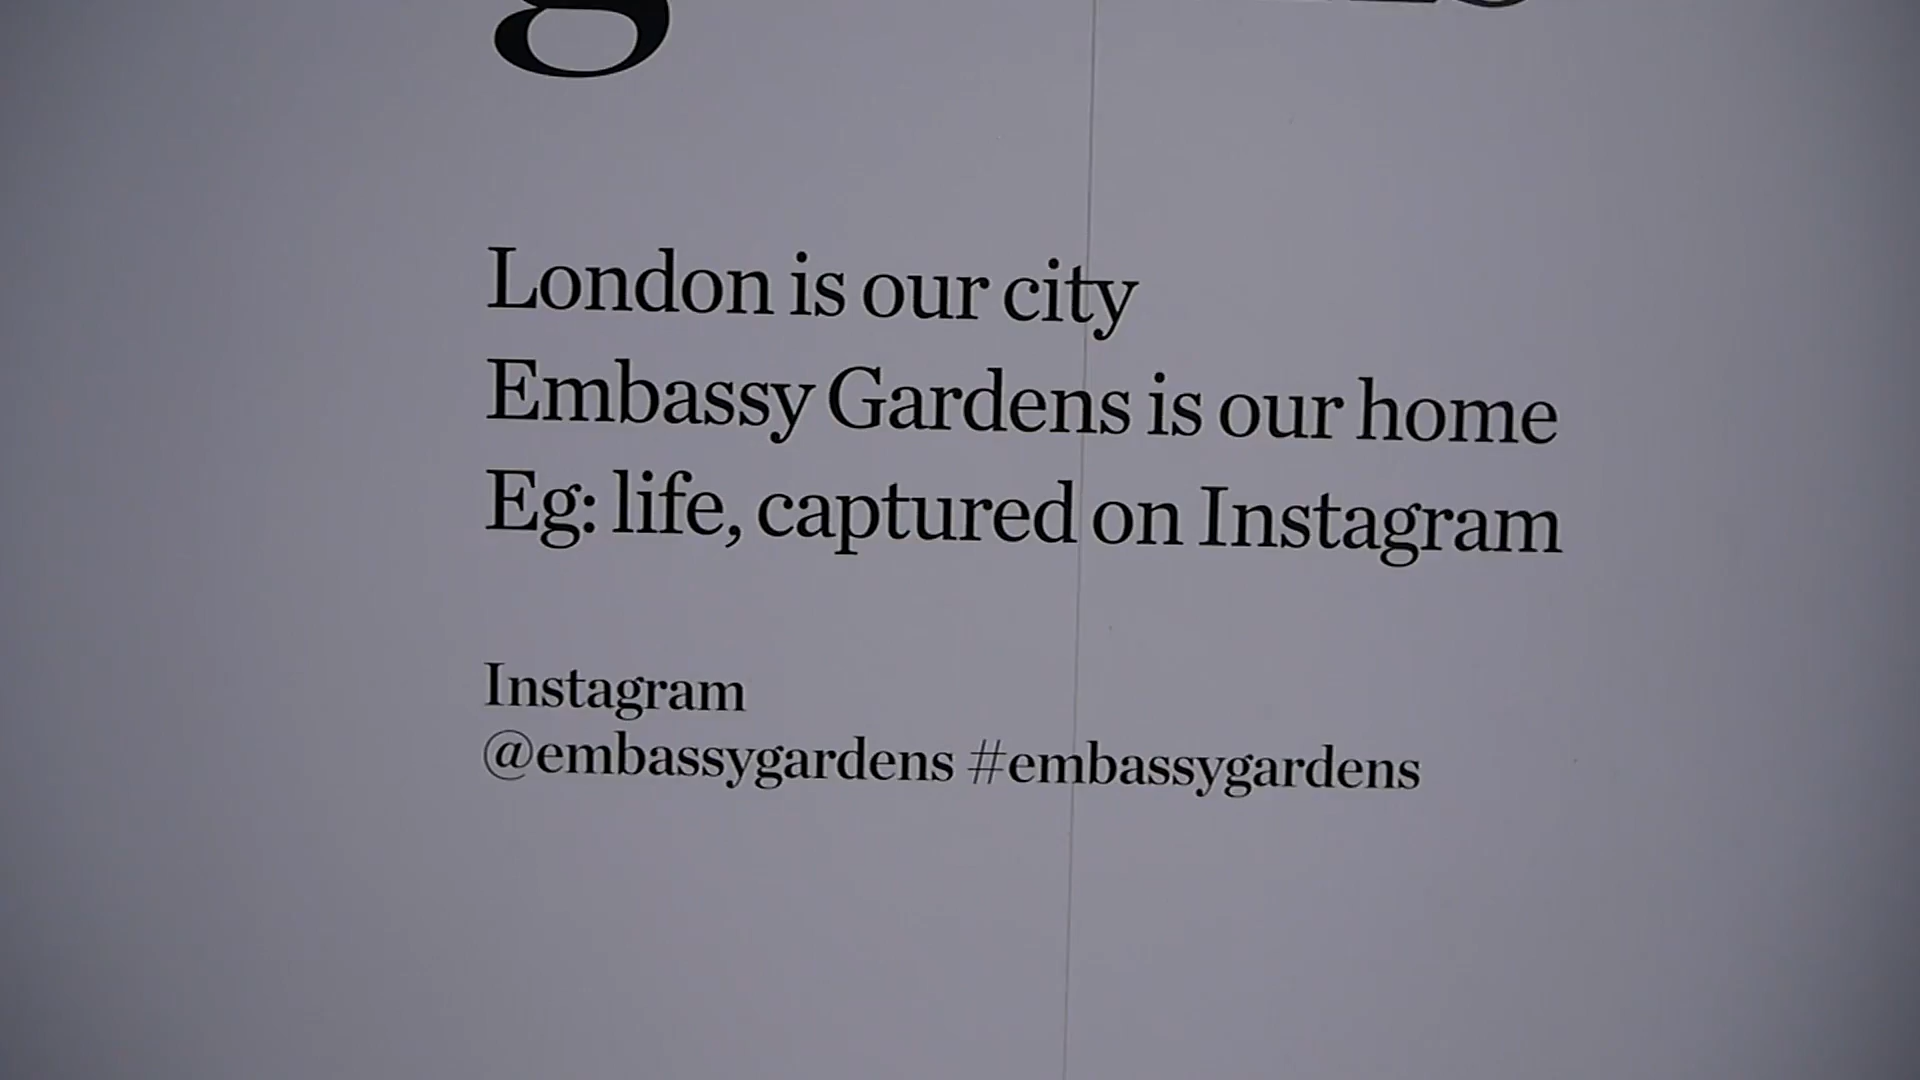 London is our city
Embassy Gardens is our home
Eg: life, captured on Instagram
Instagram
@embassygardens #embassygardens